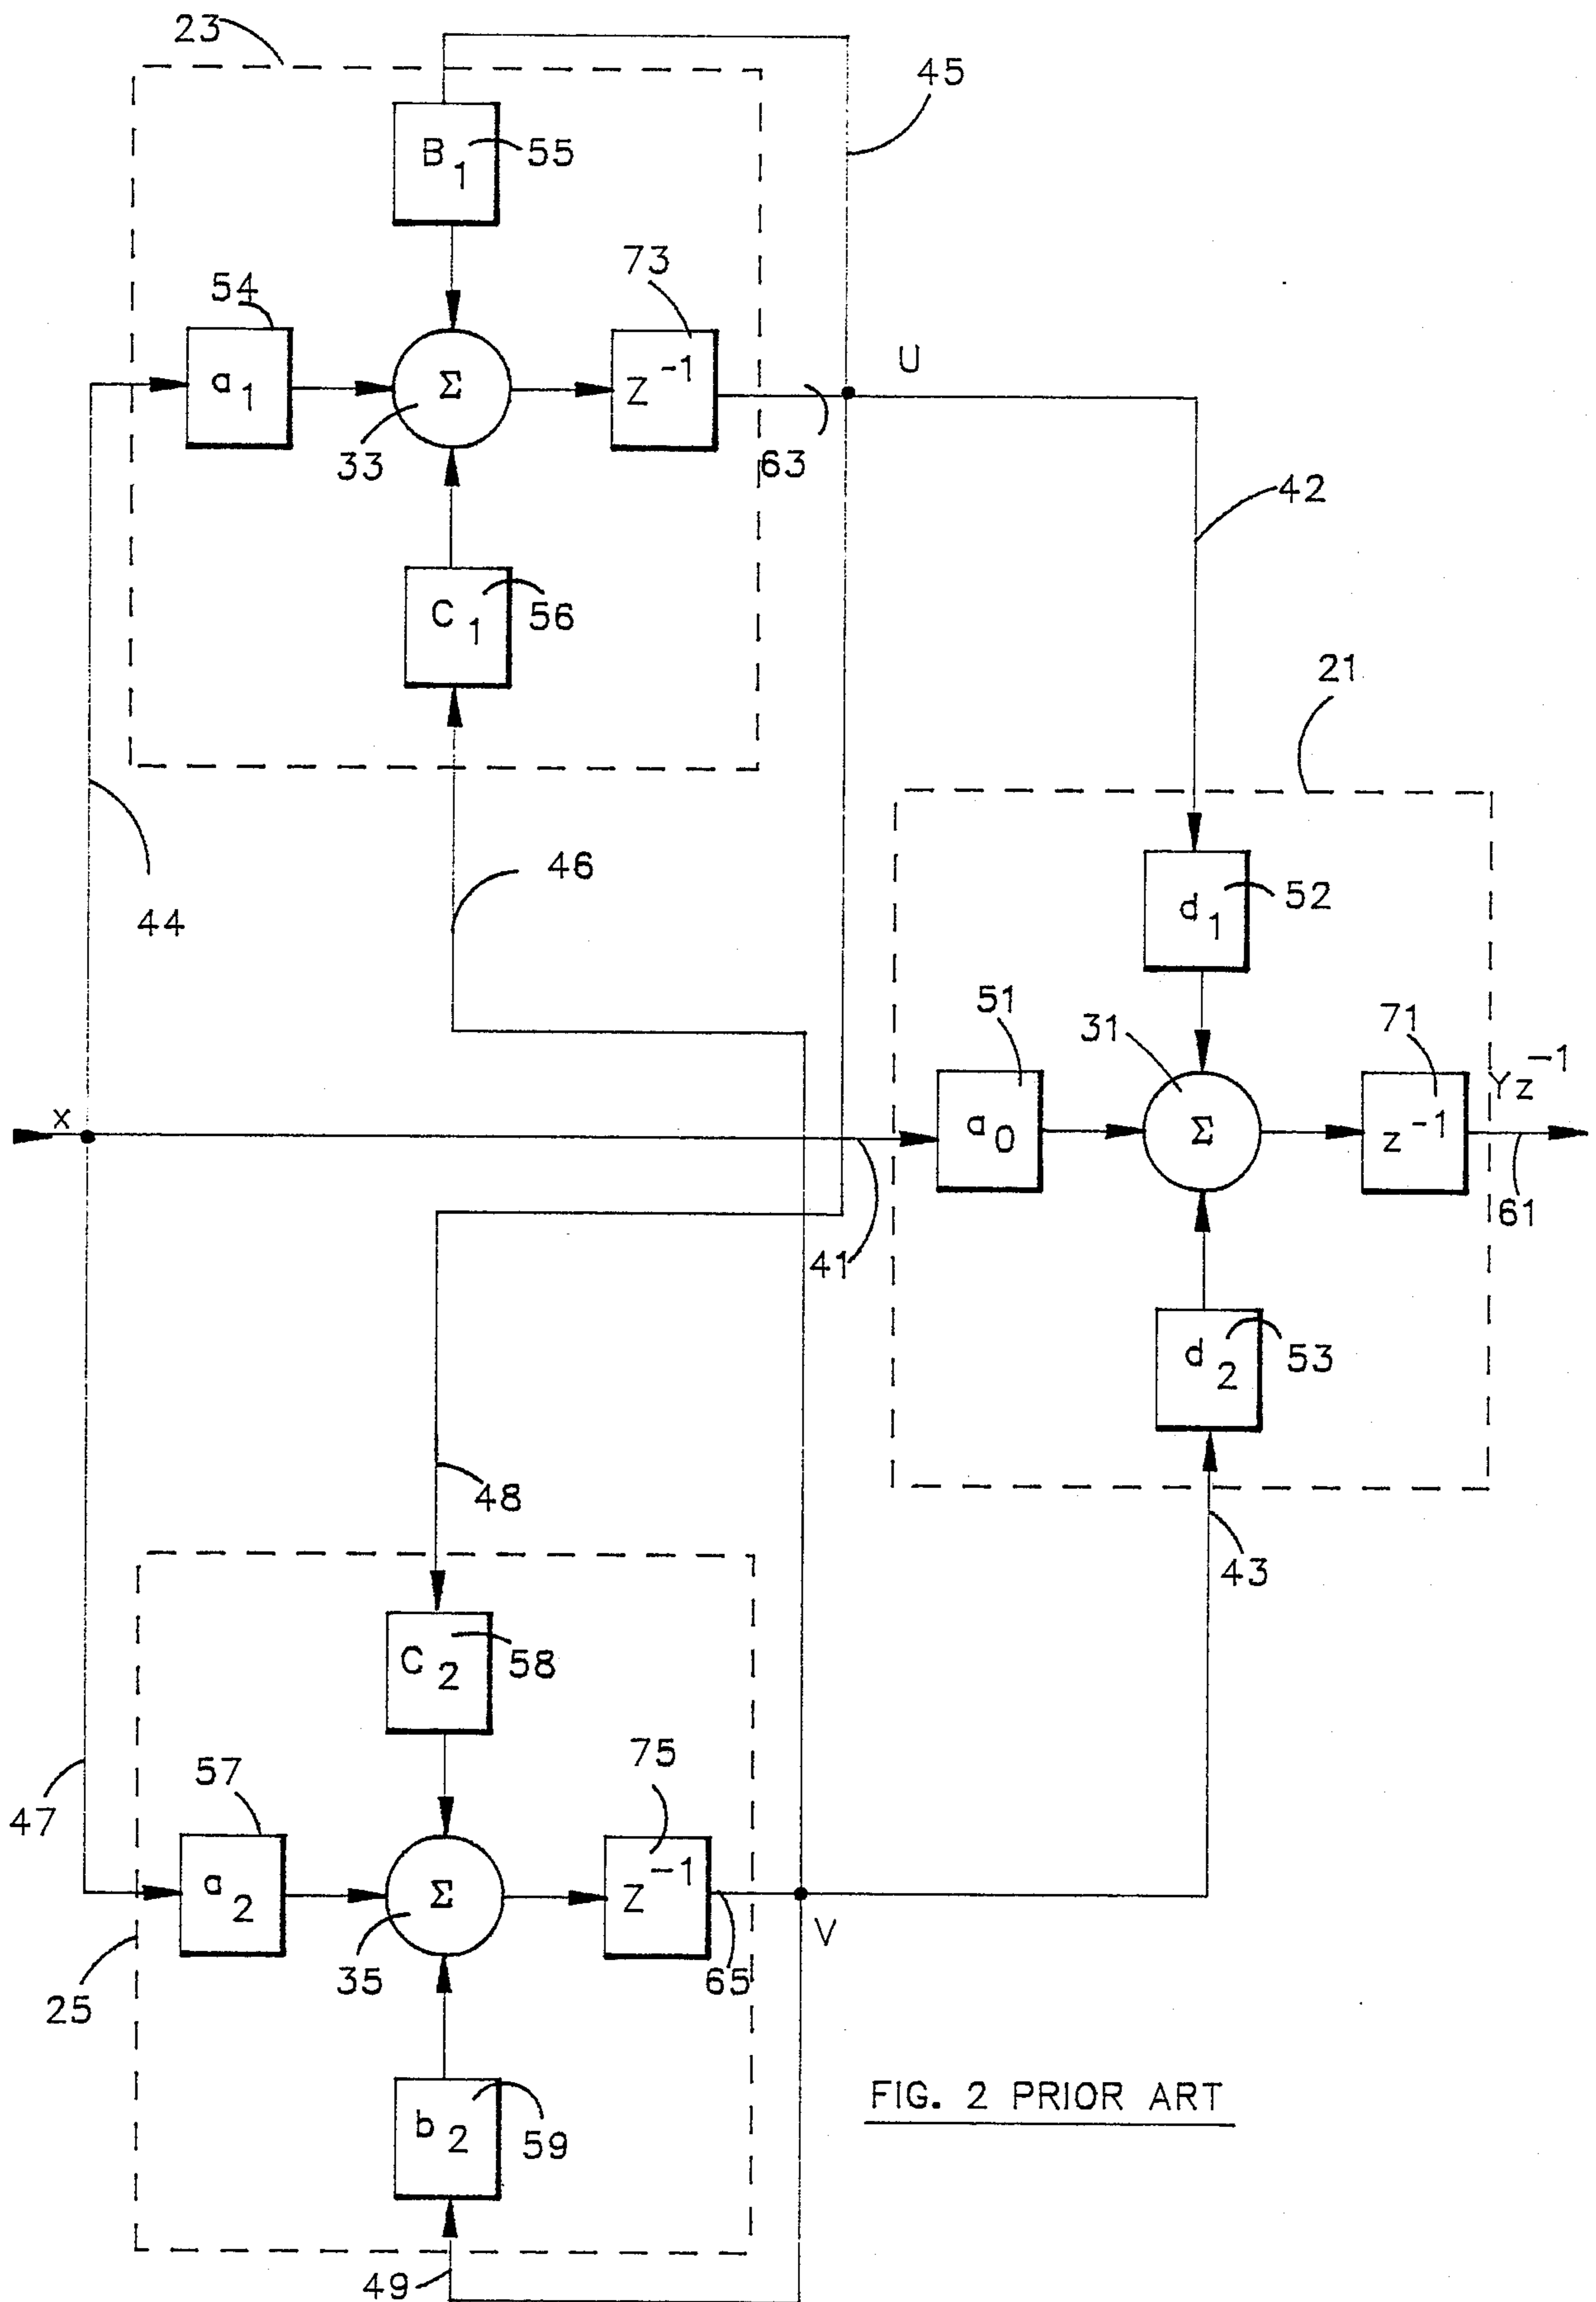 23
45
B1
55
73
54
a1
Σ
Z-1
U
33
63
42
C1
56
21
46
44
d1
52
51
31
71
Yz-1
x
a0
Σ
z-1
61
41
d2
53
48
43
C2
58
75
57
47
a2
Σ
Z-1
V
35
65
25
b2
59
FIG. 2 PRIOR ART
49